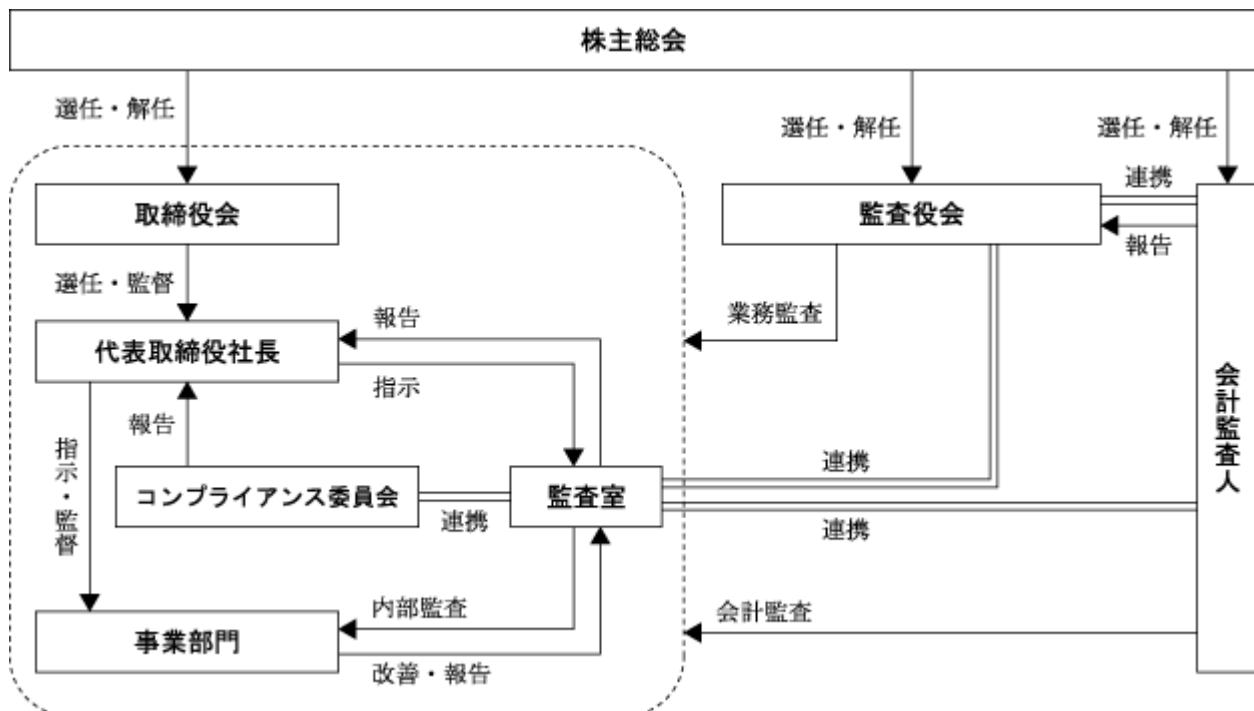 株主総会
選任・解任
選任・解任
選任・解任
取締役会
監査役会
連携
報告
選任・監督
業務監査
代表取締役社長
報告
指示
報告
指示・監督
会計監査人
コンプライアンス委員会
連携
監査室
連携
連携
内部監査
会計監査
事業部門
改善・報告